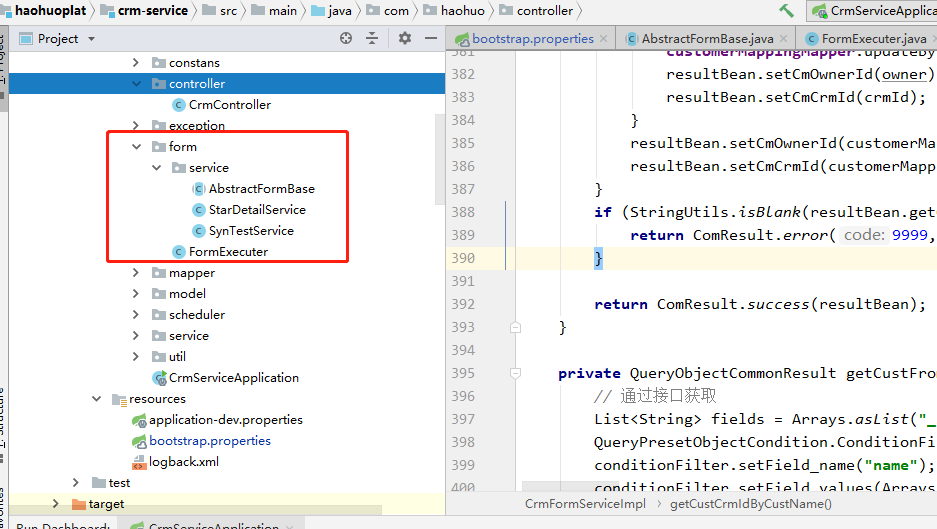 haohuoplat crm-service src main java com haohuo controller CrmServiceApplica
Project
bootstrap.properties AbstractFormBase.java FormExecuter.java
constans
controller
CrmController
exception
form
service
AbstractFormBase
StarDetailService
SynTestService
FormExecuter
mapper
model
scheduler
service
util
CrmServiceApplication
resources
application-dev.properties
bootstrap.properties
logback.xml
test
target
381 customerMappingMapper.updateBy
382 resultBean.setCmOwnerId(owner)
383 resultBean.setCmCrmId(crmId);
384 }
385 resultBean.setCmOwnerId(customerMa
386 resultBean.setCmCrmId(customerMapp
387 }
388 if (StringUtils.isBlank(resultBean.get
389 return ComResult.error( code: 9999,
390 }
391
392 return ComResult.success(resultBean);
393 }
394
395 private QueryObjectCommonResult getCustFro
396 // 通过接口获取
397 List<String> fields = Arrays.asList("_
398 QueryPresetObjectCondition.ConditionFi
399 conditionFilter.setField_name("name");
400 conditionFilter.setField_values(Arrays
CrmFormServiceImpl getCustCrmIdByCustName()
Run Dashboard: CrmServiceApplication